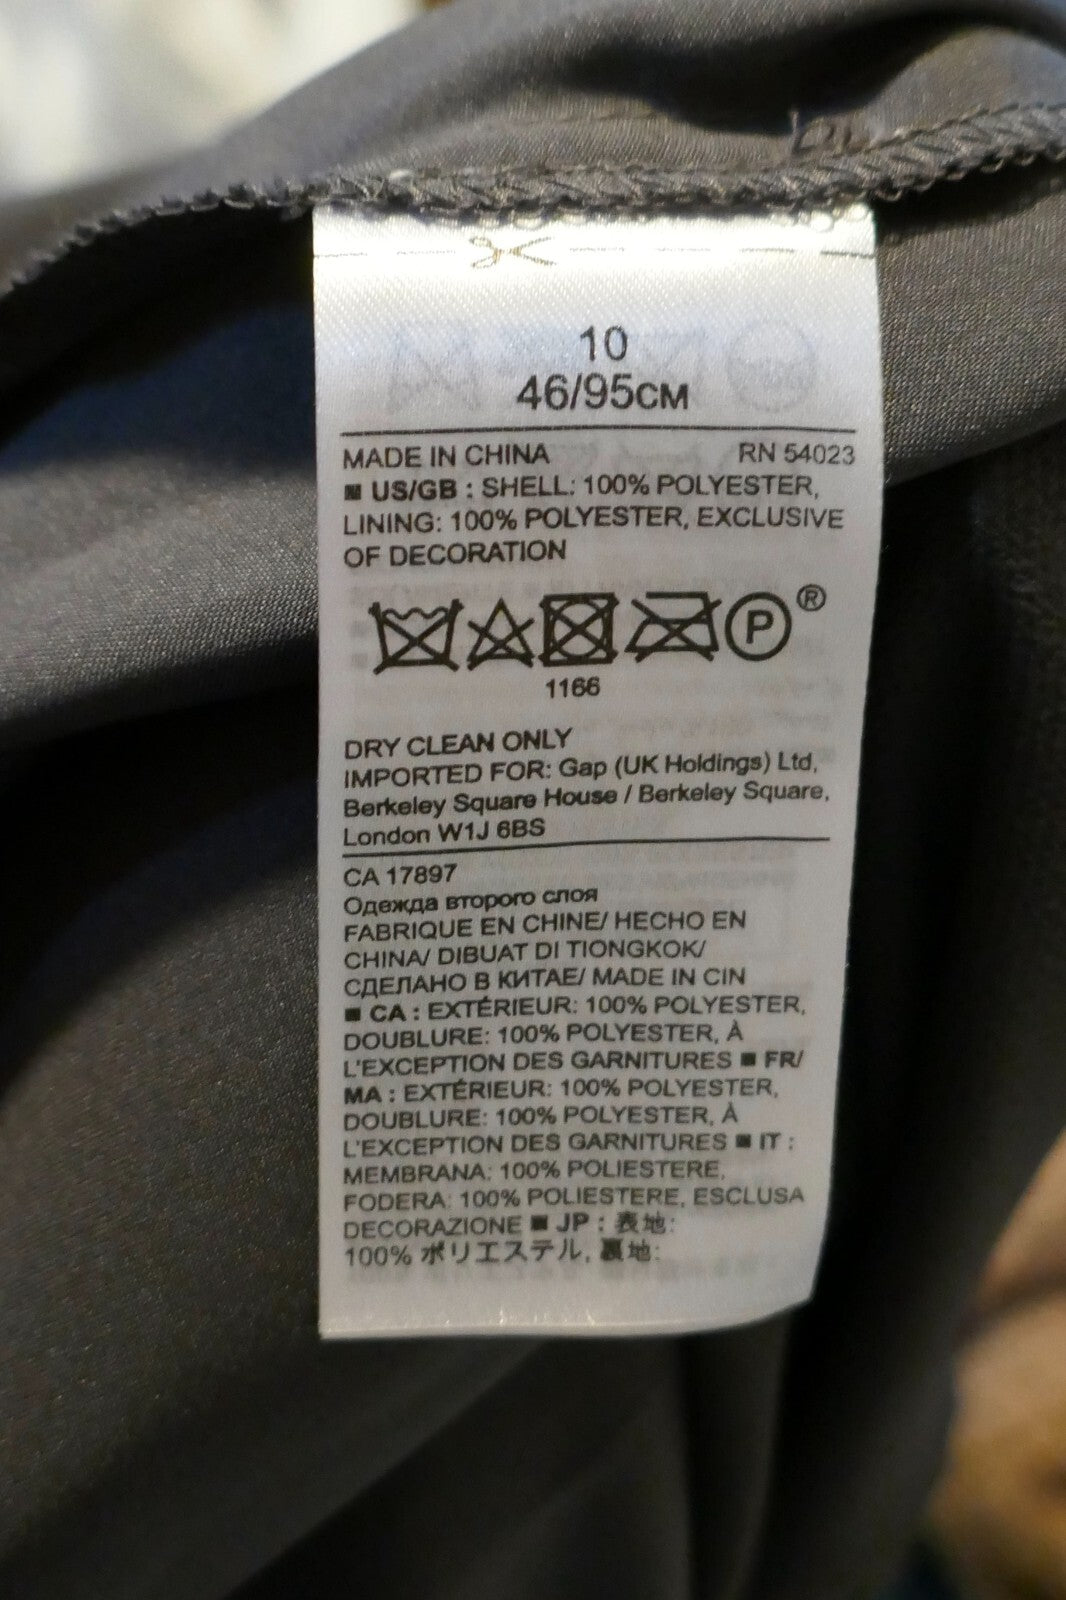 10
46/95CM
MADE IN CHINA RN 54023
■ US/GB : SHELL: 100% POLYESTER,
LINING: 100% POLYESTER, EXCLUSIVE
OF DECORATION
P ®
1166
DRY CLEAN ONLY
IMPORTED FOR: Gap (UK Holdings) Ltd,
Berkeley Square House / Berkeley Square,
London W1J 6BS
CA 17897
Одежда второго слоя
FABRIQUE EN CHINE/ HECHO EN
CHINA/ DIBUAT DI TIONGKOK/
СДЕЛАНО В КИТАЕ/ MADE IN CIN
■ CA : EXTÉRIEUR: 100% POLYESTER,
DOUBLURE: 100% POLYESTER, À
L'EXCEPTION DES GARNITURES ■ FR/
MA : EXTÉRIEUR: 100% POLYESTER,
DOUBLURE: 100% POLYESTER, À
L'EXCEPTION DES GARNITURES ■ IT :
MEMBRANA: 100% POLIESTERE,
FODERA: 100% POLIESTERE, ESCLUSA
DECORAZIONE ■ JP : 表地:
100% ポリエステル, 裏地: